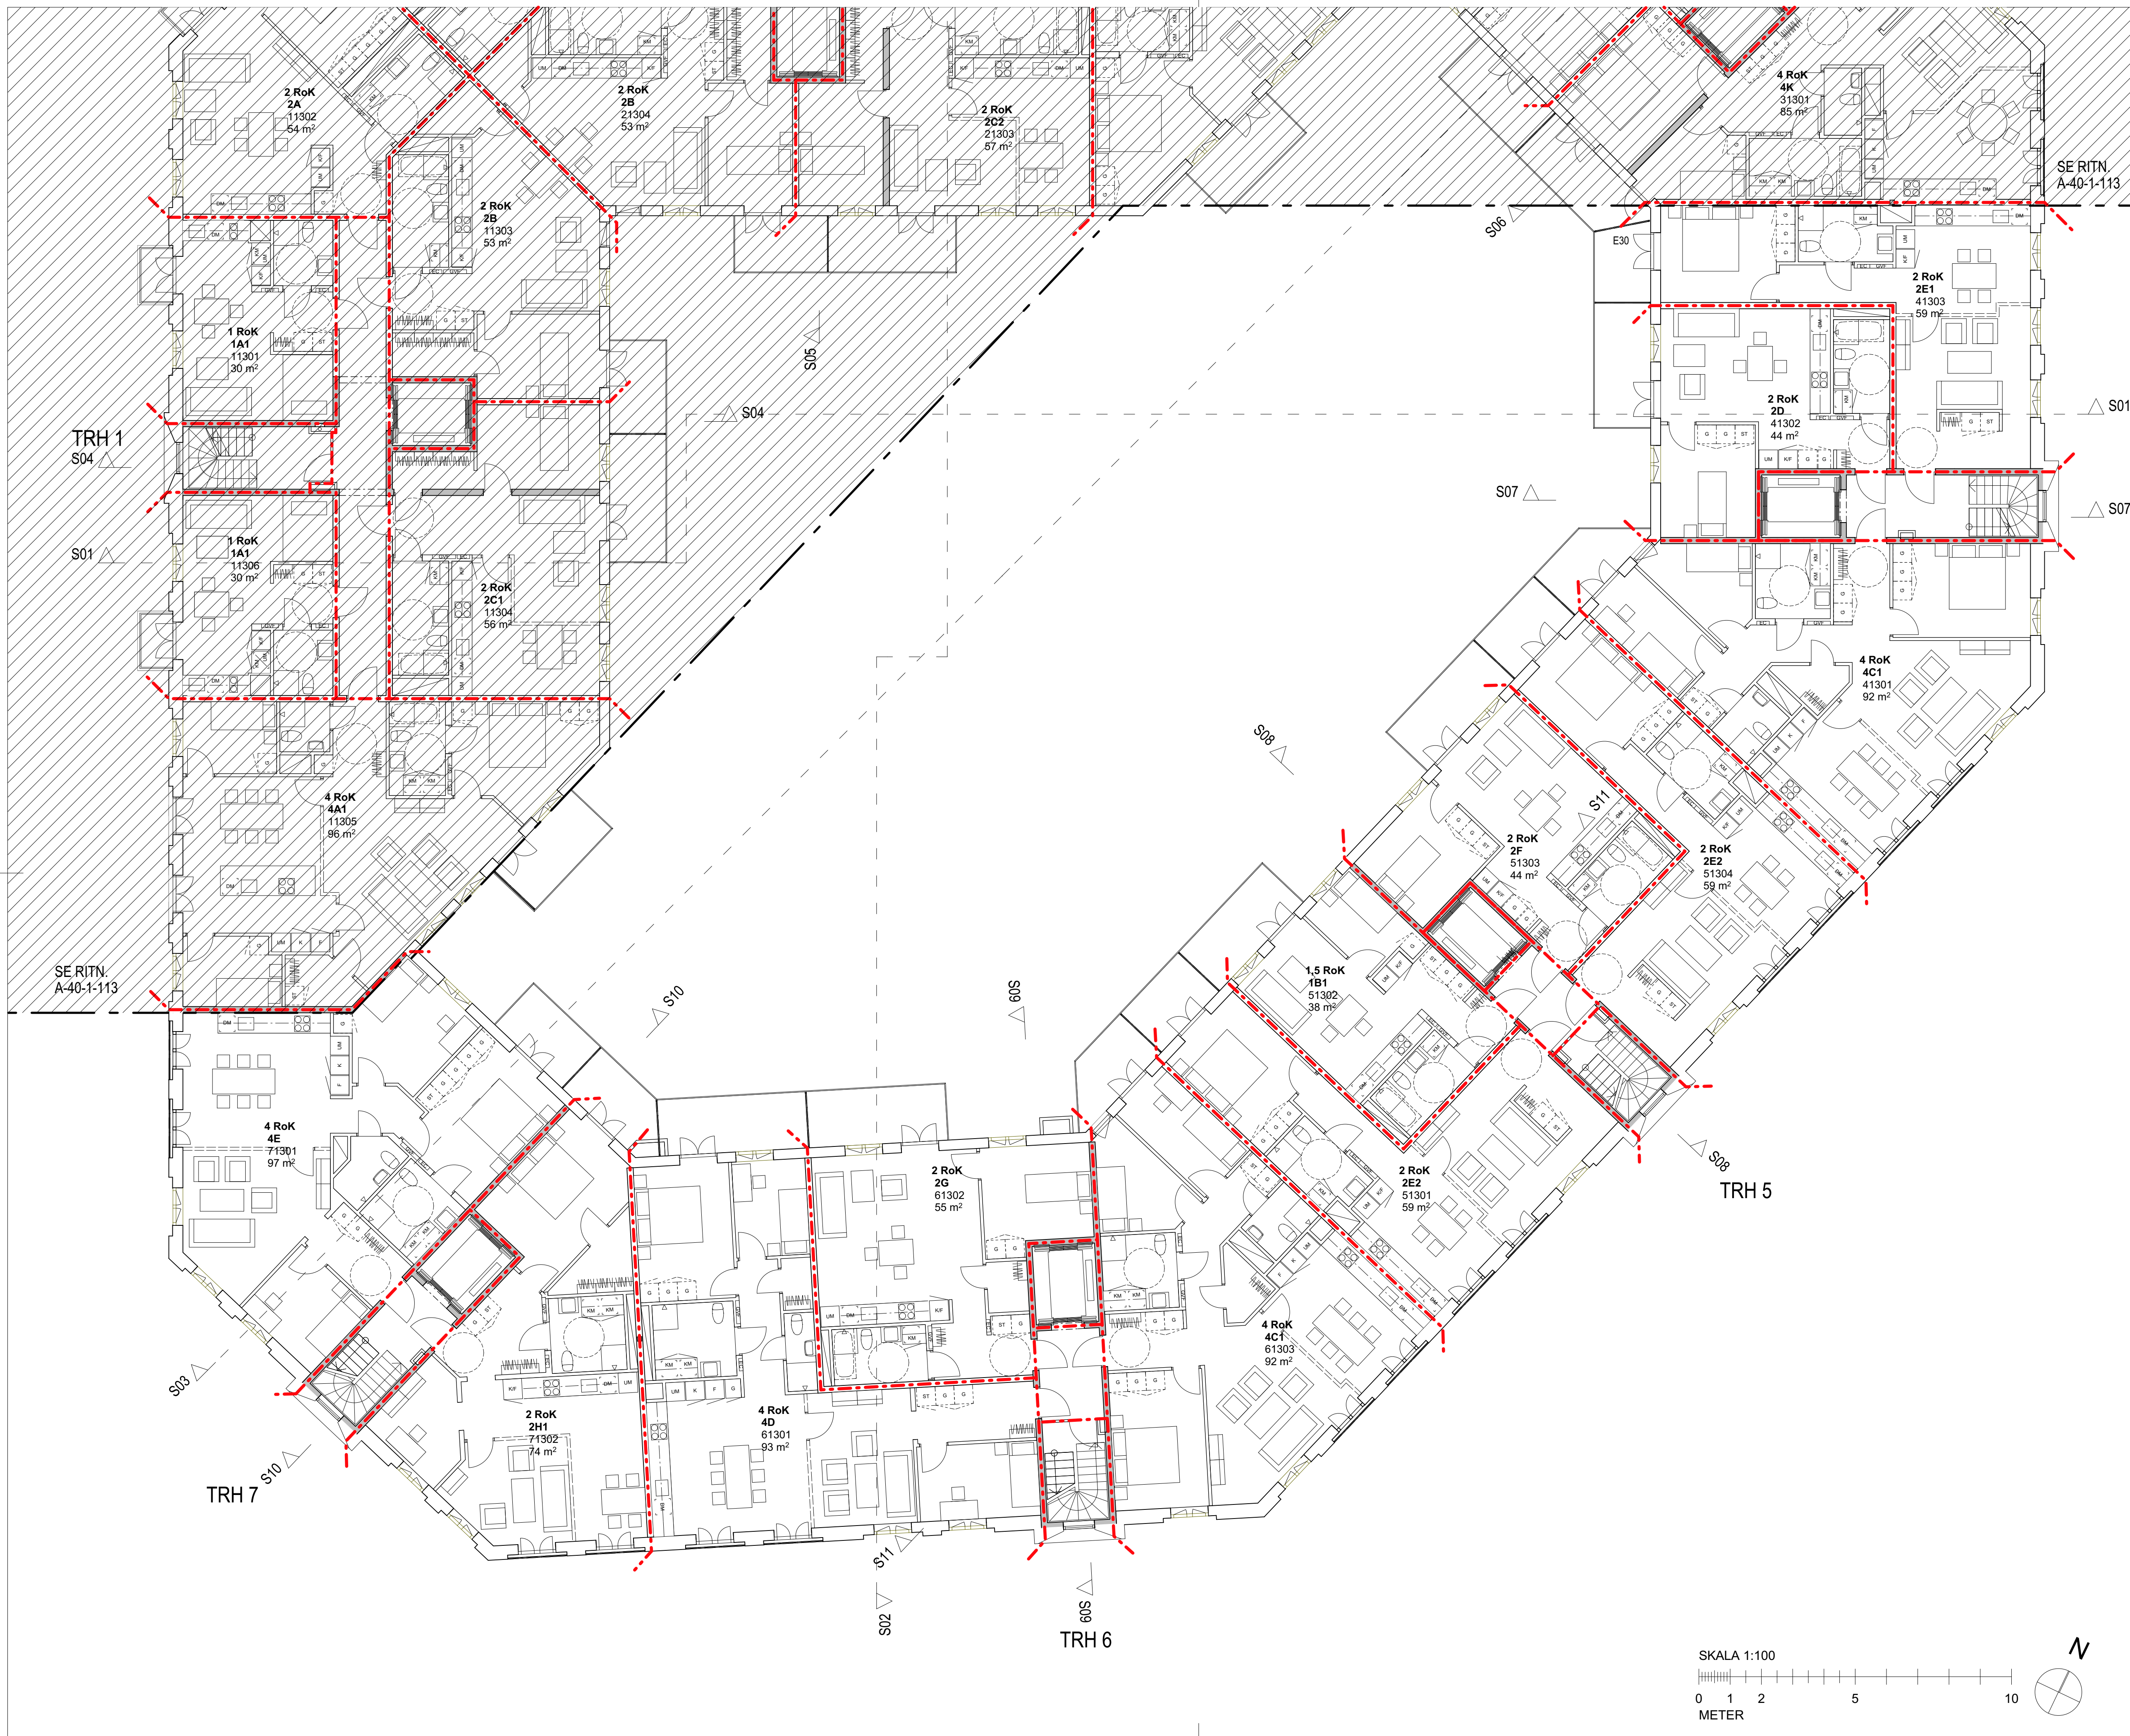 2 RoK
2A
11302
54 m²
2 RoK
2B
21304
53 m²
2 RoK
2C2
21303
57 m²
4 RoK
4K
31301
85 m²
SE RITN.
A-40-1-113
2 RoK
2B
11303
53 m²
S06
E30
2 RoK
2E1
41303
59 m²
1 RoK
1A1
11301
30 m²
S05
S04
2 RoK
2D
41302
44 m²
S01
TRH 1
S04
S07
S07
S01
1 RoK
1A1
11306
30 m²
2 RoK
2C1
11304
56 m²
4 RoK
4C1
41301
92 m²
S08
4 RoK
4A1
11305
96 m²
S11
2 RoK
2F
51303
44 m²
2 RoK
2E2
51304
59 m²
SE RITN.
A-40-1-113
S10
S09
1,5 RoK
1B1
51302
38 m²
4 RoK
4E
71301
97 m²
2 RoK
2G
61302
55 m²
2 RoK
2E2
51301
59 m²
S08
TRH 5
4 RoK
4C1
61303
92 m²
S03
2 RoK
2H1
71302
74 m²
4 RoK
4D
61301
93 m²
S10
TRH 7
S11
S02
S09
TRH 6
N
SKALA 1:100
0 1 2 5 10
METER